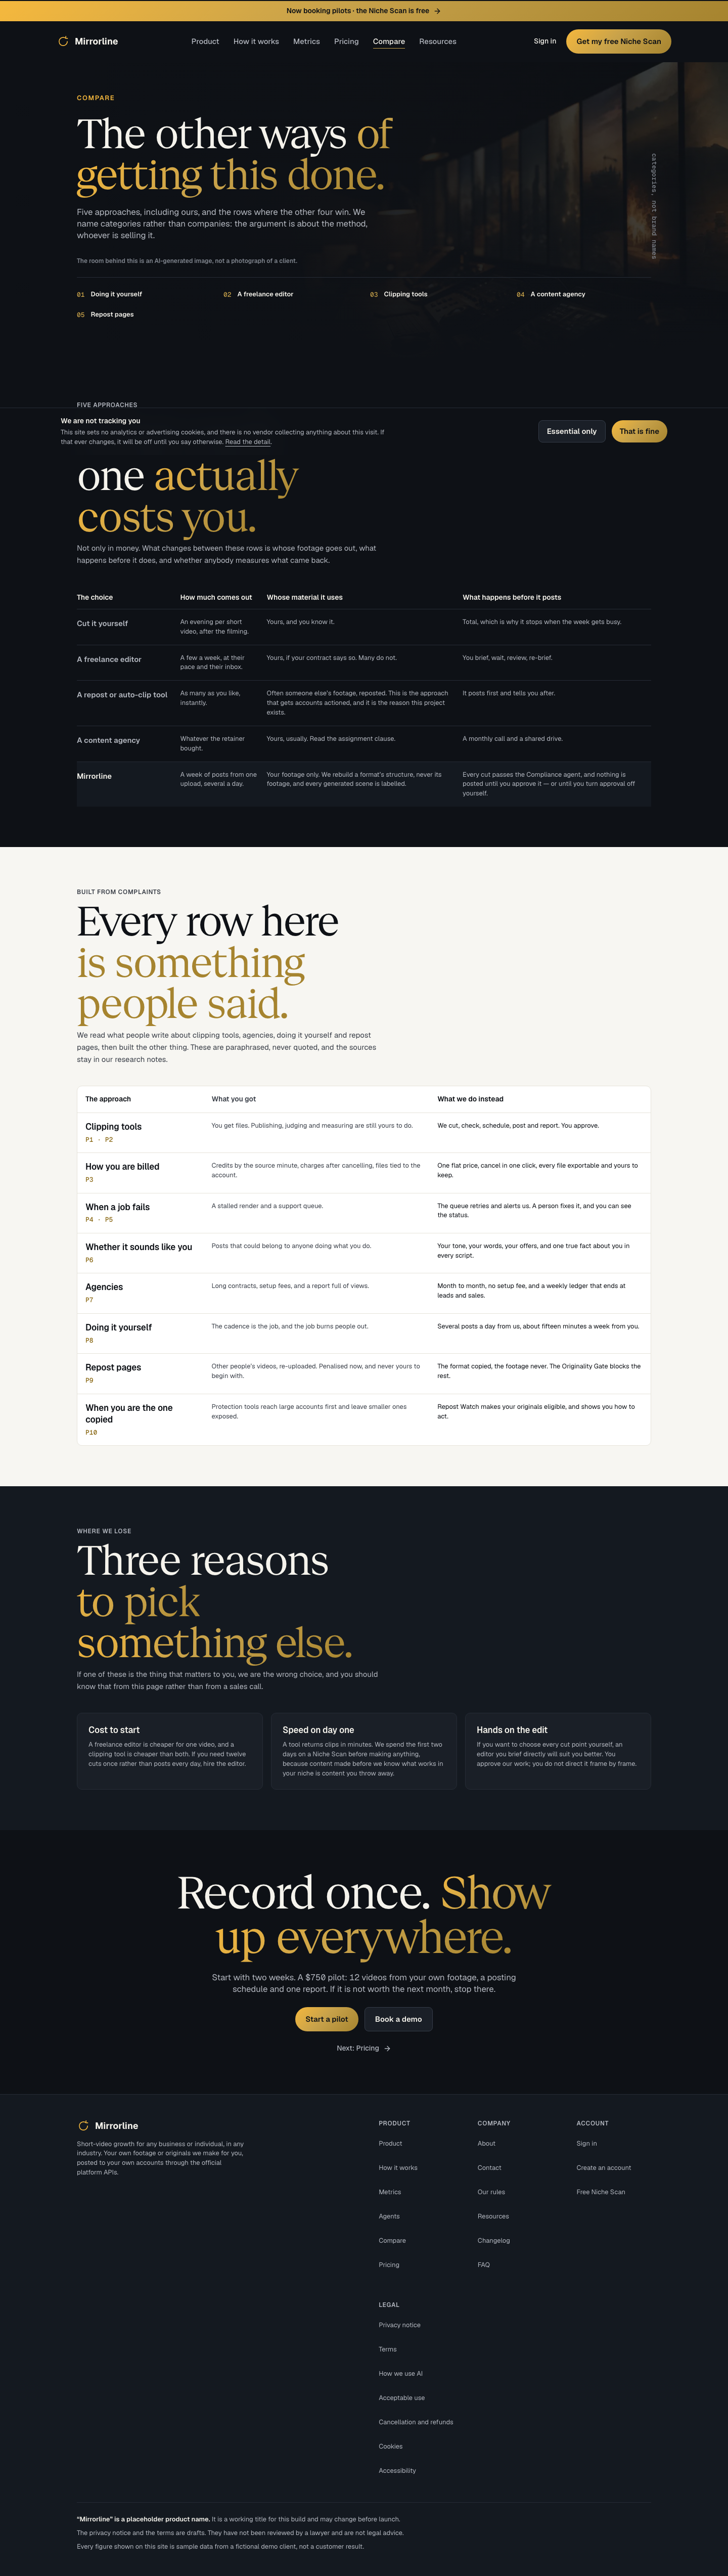 Now booking pilots · the Niche Scan is free →
Mirrorline
Product
How it works
Metrics
Pricing
Compare
Resources
Sign in
Get my free Niche Scan
COMPARE
The other ways of
getting this done.
Five approaches, including ours, and the rows where the other four win. We
name categories rather than companies: the argument is about the method,
whoever is selling it.
The room behind this is an AI-generated image, not a photograph of a client.
categories, not brand names
01 Doing it yourself
02 A freelance editor
03 Clipping tools
04 A content agency
05 Repost pages
FIVE APPROACHES
We are not tracking you
This site sets no analytics or advertising cookies, and there is no vendor collecting anything about this visit. If
that ever changes, it will be off until you say otherwise. Read the detail.
Essential only
That is fine
one actually
costs you.
Not only in money. What changes between these rows is whose footage goes out, what
happens before it does, and whether anybody measures what came back.
The choice
How much comes out
Whose material it uses
What happens before it posts
Cut it yourself
An evening per short
video, after the filming.
Yours, and you know it.
Total, which is why it stops when the week gets busy.
A freelance editor
A few a week, at their
pace and their inbox.
Yours, if your contract says so. Many do not.
You brief, wait, review, re-brief.
A repost or auto-clip tool
As many as you like,
instantly.
Often someone else's footage, reposted. This is the approach
that gets accounts actioned, and it is the reason this project
exists.
It posts first and tells you after.
A content agency
Whatever the retainer
bought.
Yours, usually. Read the assignment clause.
A monthly call and a shared drive.
Mirrorline
A week of posts from one
upload, several a day.
Your footage only. We rebuild a format's structure, never its
footage, and every generated scene is labelled.
Every cut passes the Compliance agent, and nothing is
posted until you approve it — or until you turn approval off
yourself.
BUILT FROM COMPLAINTS
Every row here
is something
people said.
We read what people write about clipping tools, agencies, doing it yourself and repost
pages, then built the other thing. These are paraphrased, never quoted, and the sources
stay in our research notes.
The approach
What you got
What we do instead
Clipping tools
P1 · P2
You get files. Publishing, judging and measuring are still yours to do.
We cut, check, schedule, post and report. You approve.
How you are billed
P3
Credits by the source minute, charges after cancelling, files tied to the
account.
One flat price, cancel in one click, every file exportable and yours to
keep.
When a job fails
P4 · P5
A stalled render and a support queue.
The queue retries and alerts us. A person fixes it, and you can see
the status.
Whether it sounds like you
P6
Posts that could belong to anyone doing what you do.
Your tone, your words, your offers, and one true fact about you in
every script.
Agencies
P7
Long contracts, setup fees, and a report full of views.
Month to month, no setup fee, and a weekly ledger that ends at
leads and sales.
Doing it yourself
P8
The cadence is the job, and the job burns people out.
Several posts a day from us, about fifteen minutes a week from you.
Repost pages
P9
Other people's videos, re-uploaded. Penalised now, and never yours to
begin with.
The format copied, the footage never. The Originality Gate blocks the
rest.
When you are the one
copied
P10
Protection tools reach large accounts first and leave smaller ones
exposed.
Repost Watch makes your originals eligible, and shows you how to
act.
WHERE WE LOSE
Three reasons
to pick
something else.
If one of these is the thing that matters to you, we are the wrong choice, and you should
know that from this page rather than from a sales call.
Cost to start
A freelance editor is cheaper for one video, and a
clipping tool is cheaper than both. If you need twelve
cuts once rather than posts every day, hire the editor.
Speed on day one
A tool returns clips in minutes. We spend the first two
days on a Niche Scan before making anything,
because content made before we know what works in
your niche is content you throw away.
Hands on the edit
If you want to choose every cut point yourself, an
editor you brief directly will suit you better. You
approve our work; you do not direct it frame by frame.
Record once. Show
up everywhere.
Start with two weeks. A $750 pilot: 12 videos from your own footage, a posting
schedule and one report. If it is not worth the next month, stop there.
Start a pilot
Book a demo
Next: Pricing →
Mirrorline
Short-video growth for any business or individual, in any
industry. Your own footage or originals we make for you,
posted to your own accounts through the official
platform APIs.
PRODUCT
Product
How it works
Metrics
Agents
Compare
Pricing
COMPANY
About
Contact
Our rules
Resources
Changelog
FAQ
ACCOUNT
Sign in
Create an account
Free Niche Scan
LEGAL
Privacy notice
Terms
How we use AI
Acceptable use
Cancellation and refunds
Cookies
Accessibility
"Mirrorline" is a placeholder product name. It is a working title for this build and may change before launch.
The privacy notice and the terms are drafts. They have not been reviewed by a lawyer and are not legal advice.
Every figure shown on this site is sample data from a fictional demo client, not a customer result.